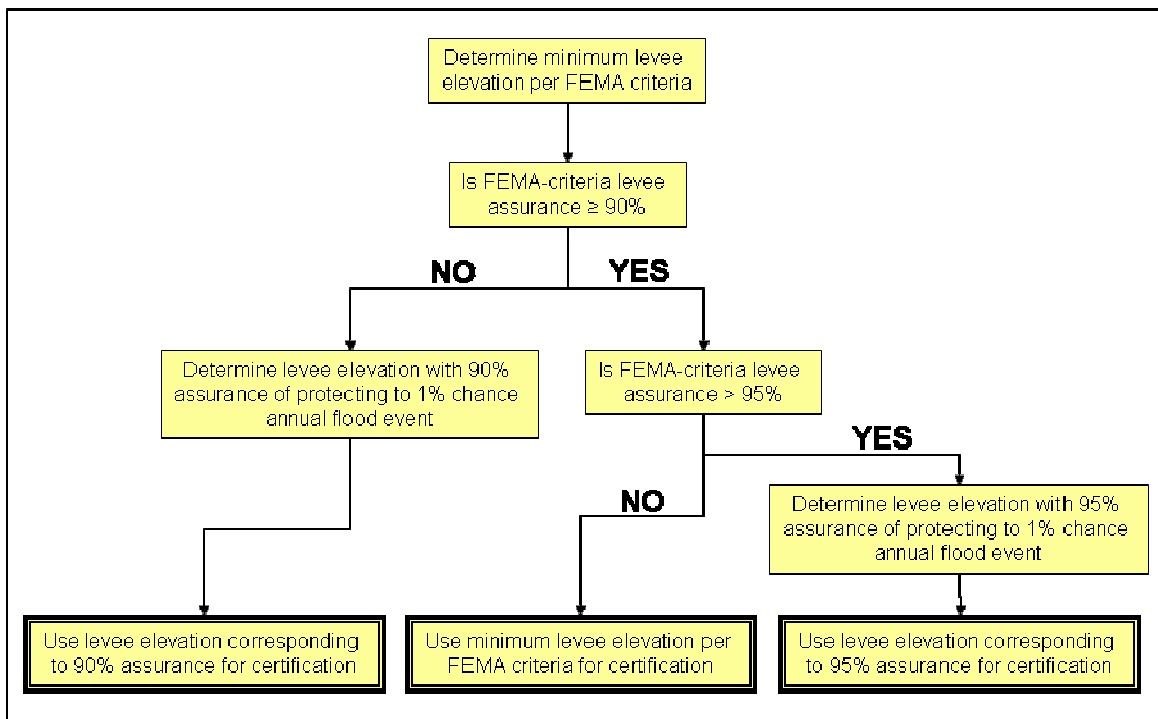 Determine minimum levee
elevation per FEMA criteria
Is FEMA-criteria levee
assurance ≥ 90%
NO
YES
Determine levee elevation with 90%
assurance of protecting to 1% chance
annual flood event
Is FEMA-criteria levee
assurance > 95%
YES
NO
Determine levee elevation with 95%
assurance of protecting to 1% chance
annual flood event
Use levee elevation corresponding
to 90% assurance for certification
Use minimum levee elevation per
FEMA criteria for certification
Use levee elevation corresponding
to 95% assurance for certification